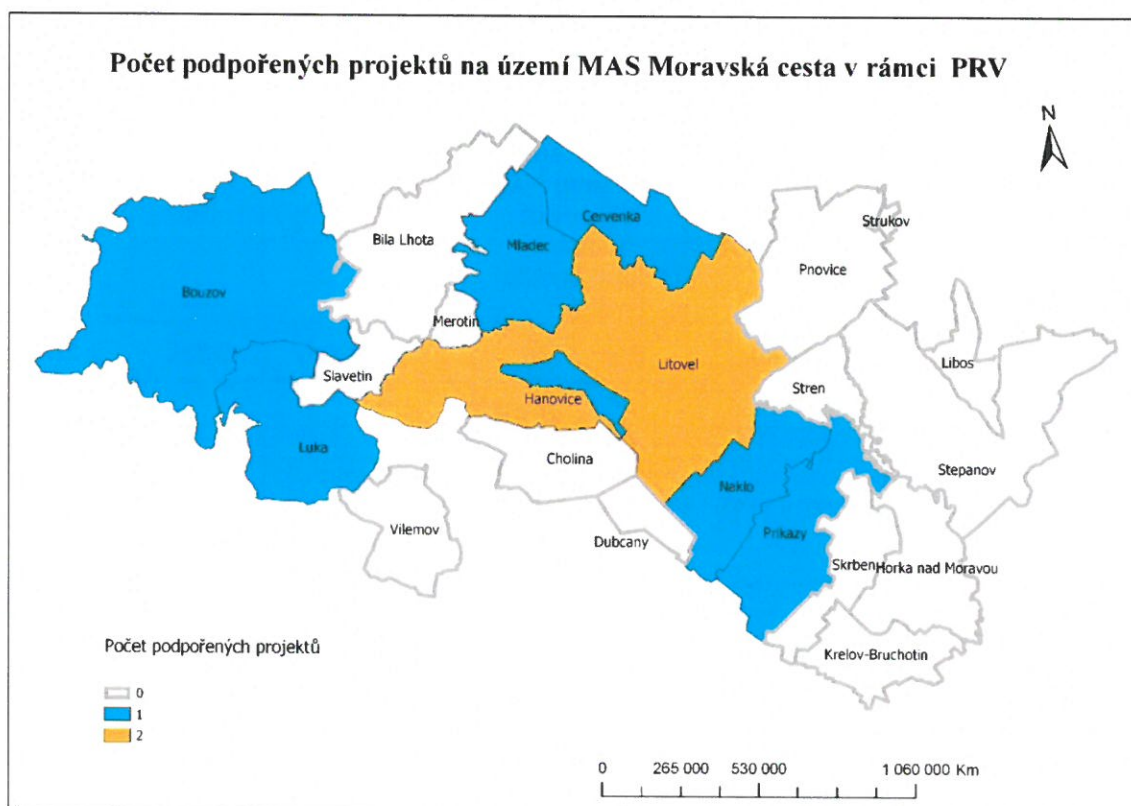 Počet podpořených projektů na území MAS Moravská cesta v rámci PRV
N
Strukov
Cervenka
Bila Lhota
Mladec
Pnovice
Bouzov
Merotin
Litovel
Libos
Slavetin
Stren
Hanovice
Luka
Cholina
Stepanov
Naklo
Vilemov
Prikazy
Dubcany
Skrben
Horka nad Moravou
Krelov-Bruchotin
Počet podpořených projektů
0
1
2
0 265 000 530 000 1 060 000 Km